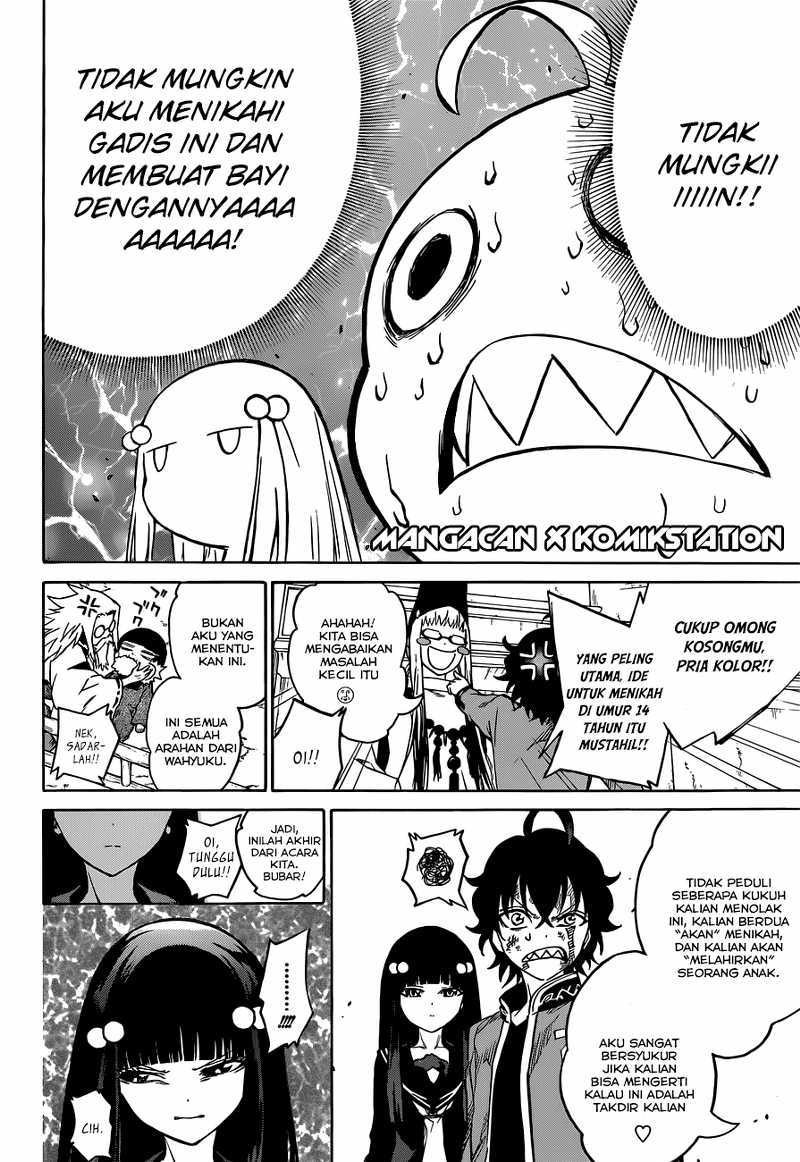 TIDAK
MUNGKII
IIIIIIN!!
TIDAK MUNGKIN
AKU MENIKAHI
GADIS INI DAN
MEMBUAT BAYI
DENGANNYAAAA
AAAAAA!
MANGACAN X KOMIKSTATION
CUKUP OMONG
KOSONGMU,
PRIA KOLOR!!
YANG PELING
UTAMA, IDE
UNTUK MENIKAH
DI UMUR 14
TAHUN ITU
MUSTAHIL!!
AHAHAH!
KITA BISA
MENGABAIKAN
MASALAH
KECIL ITU
OI!!
BUKAN
AKU YANG
MENENTU-
KAN INI.
INI SEMUA
ADALAH
ARAHAN DARI
WAHYUKU.
NEK,
SADAR-
LAH!!
TIDAK PEDULI
SEBERAPA KUKUH
KALIAN MENOLAK
INI, KALIAN BERDUA
“AKAN” MENIKAH,
DAN KALIAN AKAN
“MELAHIRKAN”
SEORANG ANAK.
AKU SANGAT
BERSYUKUR
JIKA KALIAN
BISA MENGERTI
KALAU INI ADALAH
TAKDIR KALIAN
♡
JADI,
INILAH AKHIR
DARI ACARA
KITA.
BUBAR!
OI,
TUNGGU
DULU!!
.........
!!!!
CIH.